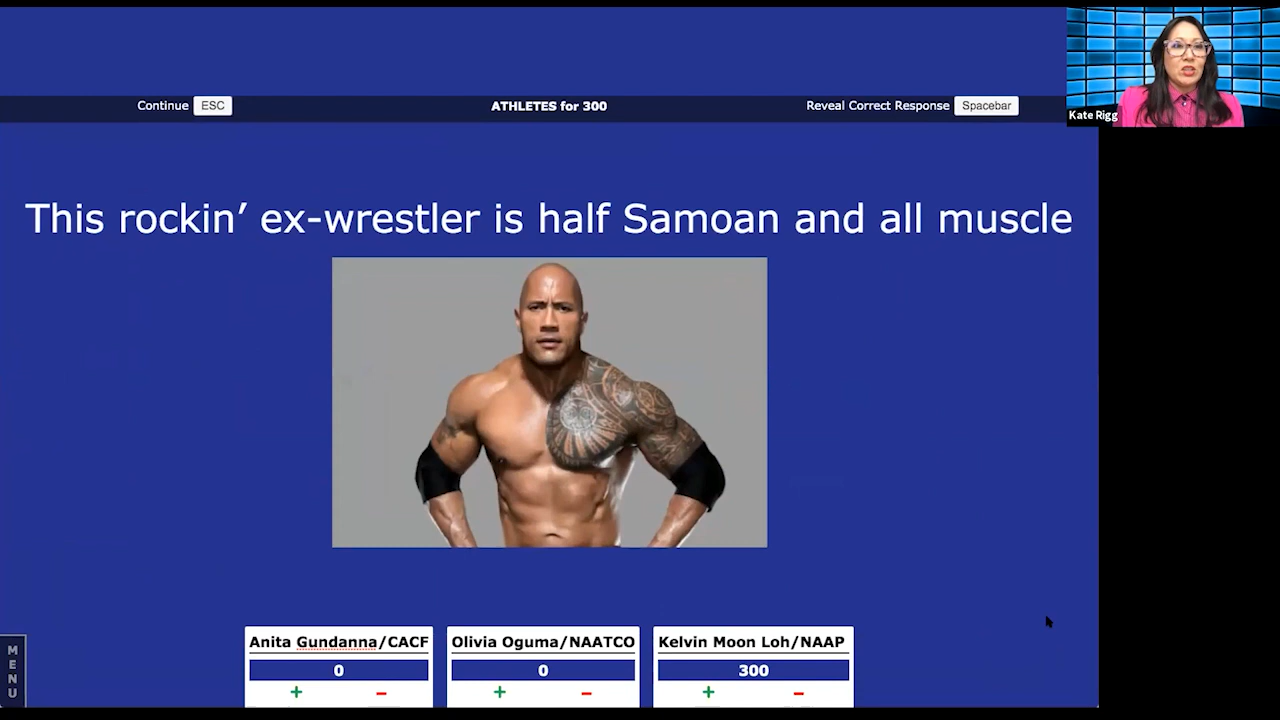 Continue ESC
ATHLETES for 300
Reveal Correct Response Spacebar
Kate Rigg
This rockin’ ex-wrestler is half Samoan and all muscle
MENU
Anita Gundanna/CACF
0
+ −
Olivia Oguma/NAATCO
0
+ −
Kelvin Moon Loh/NAAP
300
+ −